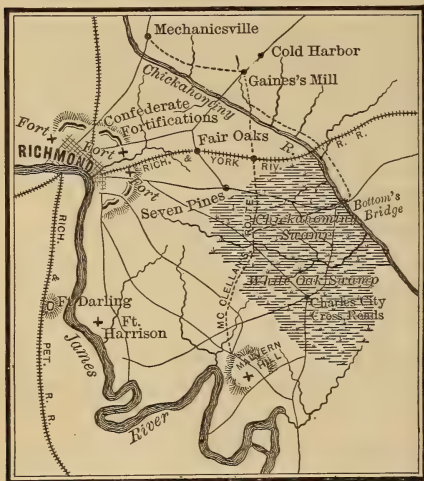 Mechanicsville
Cold Harbor
Gaines's Mill
Chickahominy
R.
Confederate
Fortifications
Fort
Fort
RICHMOND
Fort
Fair Oaks
RICH. & YORK RIV. R. R.
Seven Pines
Bottom's
Bridge
Chickahominy
Swamp
MC CLELLAN'S ROUTE
White Oak Swamp
Charles City
Cross Roads
RICH. & PET. R. R.
Ft. Darling
Ft.
Harrison
MALVERN
HILL
James
River